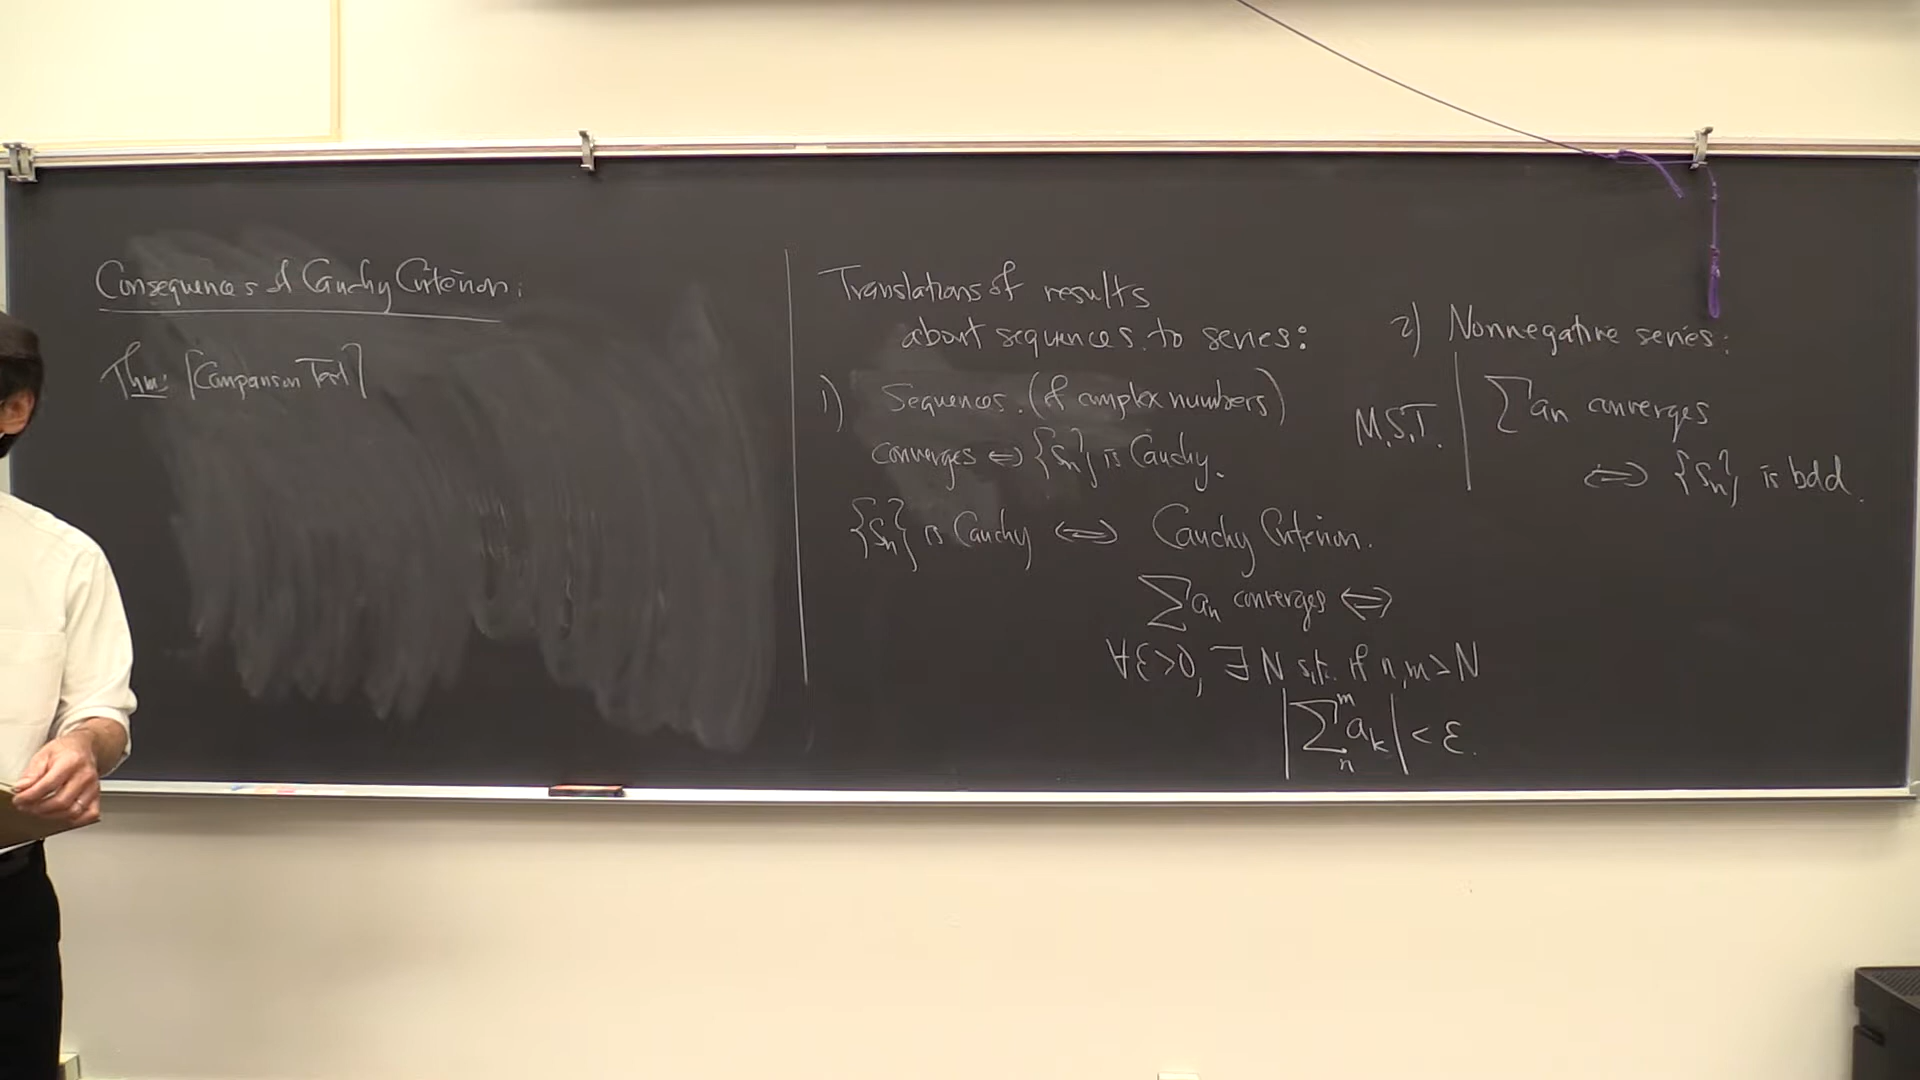 Consequences of Cauchy Criterion:
Thm: [Comparison Test]
Translations of results
about sequences to series:
1) Sequences (of complex numbers)
converges ⇔ {Sn} is Cauchy.
{Sn} is Cauchy ⇔ Cauchy Criterion.
∑an converges ⇔
∀ε>0, ∃ N s.t. if n,m ≥ N
|∑_n^m a_k| < ε.
2) Nonnegative series:
M.S.T. | ∑an converges
⇔ {Sn} is bdd.